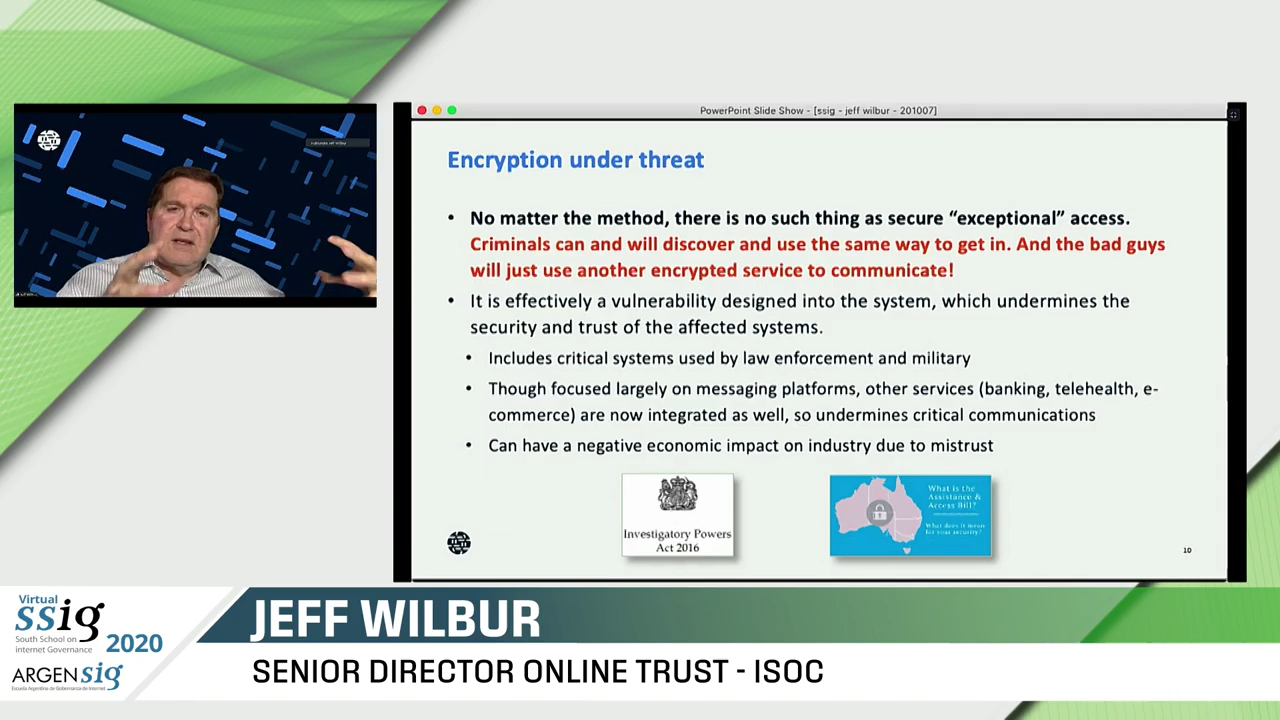 PowerPoint Slide Show - [ssig - jeff wilbur - 201007]
Encryption under threat
• No matter the method, there is no such thing as secure “exceptional” access.
Criminals can and will discover and use the same way to get in. And the bad guys
will just use another encrypted service to communicate!
• It is effectively a vulnerability designed into the system, which undermines the
security and trust of the affected systems.
• Includes critical systems used by law enforcement and military
• Though focused largely on messaging platforms, other services (banking, telehealth, e-
commerce) are now integrated as well, so undermines critical communications
• Can have a negative economic impact on industry due to mistrust
Investigatory Powers
Act 2016
What is the
Assistance &
Access Bill?
What does it mean
for your security?
10
Virtual
ssig
South School on
Internet Governance
2020
ARGENsig
Escuela Argentina de Gobernanza de Internet
JEFF WILBUR
SENIOR DIRECTOR ONLINE TRUST - ISOC